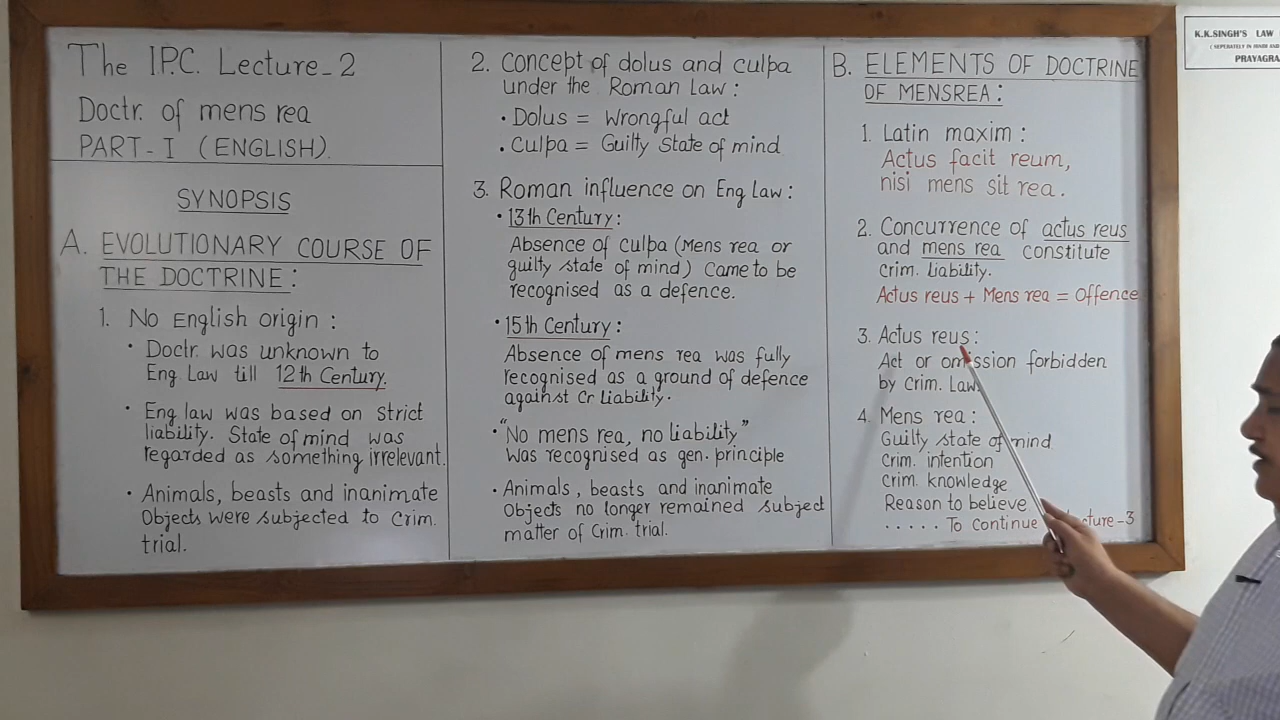 The I.P.C. Lecture-2
Doctr. of mens rea
PART-I (ENGLISH).
SYNOPSIS
A. EVOLUTIONARY COURSE OF
THE DOCTRINE:
1. No English origin:
• Doctr. was unknown to
Eng Law till 12th Century.
• Eng law was based on strict
liability. State of mind was
regarded as something irrelevant.
• Animals, beasts and inanimate
Objects were subjected to Crim.
trial.
2. Concept of dolus and culpa
under the Roman Law:
• Dolus = Wrongful act
• Culpa = Guilty State of mind
3. Roman influence on Eng Law:
• 13th Century:
Absence of culpa (Mens rea or
guilty state of mind) Came to be
recognised as a defence.
• 15th Century:
Absence of mens rea was fully
recognised as a ground of defence
against Cr liability.
• "No mens rea, no liability"
Was recognised as gen. principle
• Animals, beasts and inanimate
Objects no longer remained subject
matter of Crim. trial.
B. ELEMENTS OF DOCTRINE
OF MENSREA:
1. Latin maxim:
Actus facit reum,
nisi mens sit rea.
2. Concurrence of actus reus
and mens rea constitute
Crim. liability.
Actus reus + Mens rea = Offence
3. Actus reus:
Act or omission forbidden
by Crim. Law.
4. Mens rea:
Guilty state of mind
Crim. intention
Crim. knowledge
Reason to believe
..... To Continue Lecture-3
K.K.SINGH'S LAW
PRAYAGRA